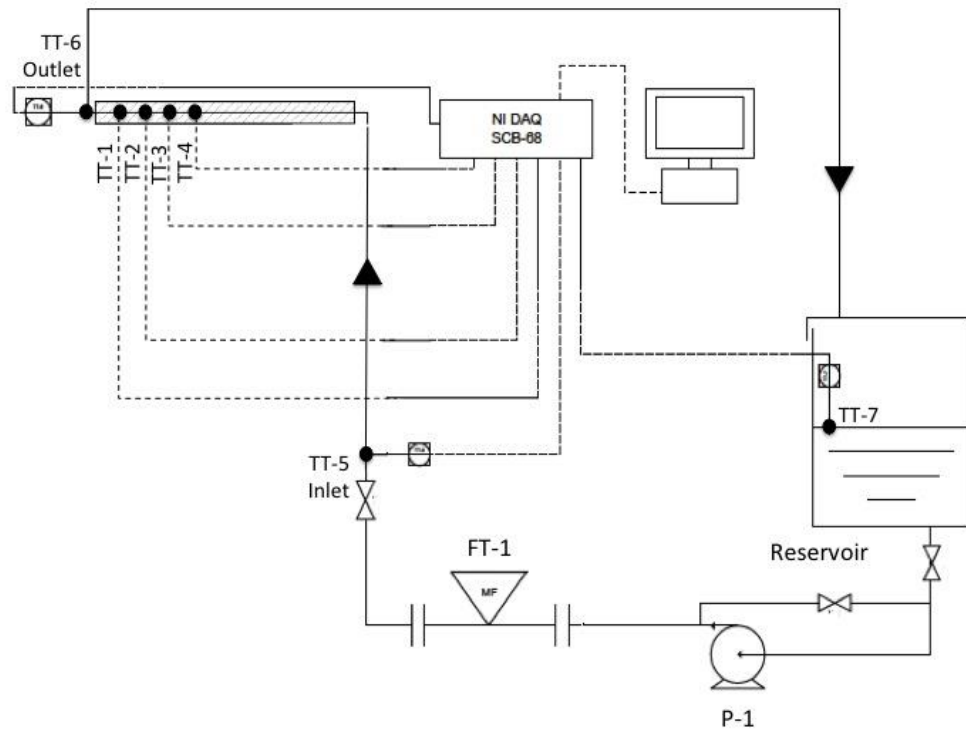 TT-6
Outlet
TT-1
TT-2
TT-3
TT-4
NI DAQ
SCB-68
TT-7
TT-5
Inlet
FT-1
MF
Reservoir
P-1